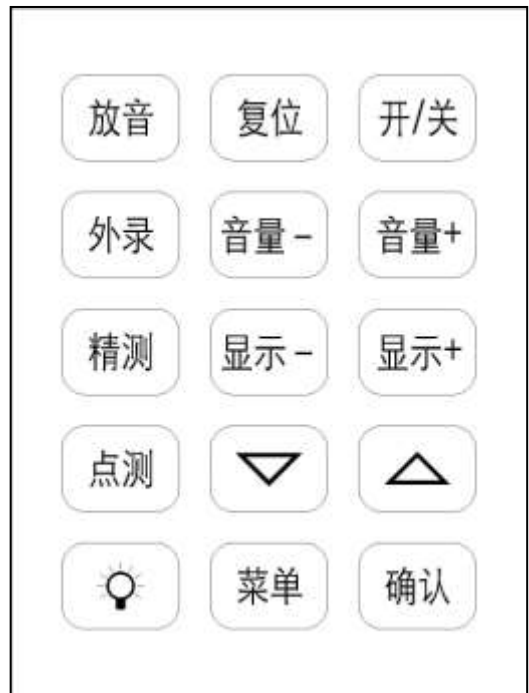 放音 复位 开/关
外录 音量－ 音量+
精测 显示－ 显示+
点测
菜单 确认